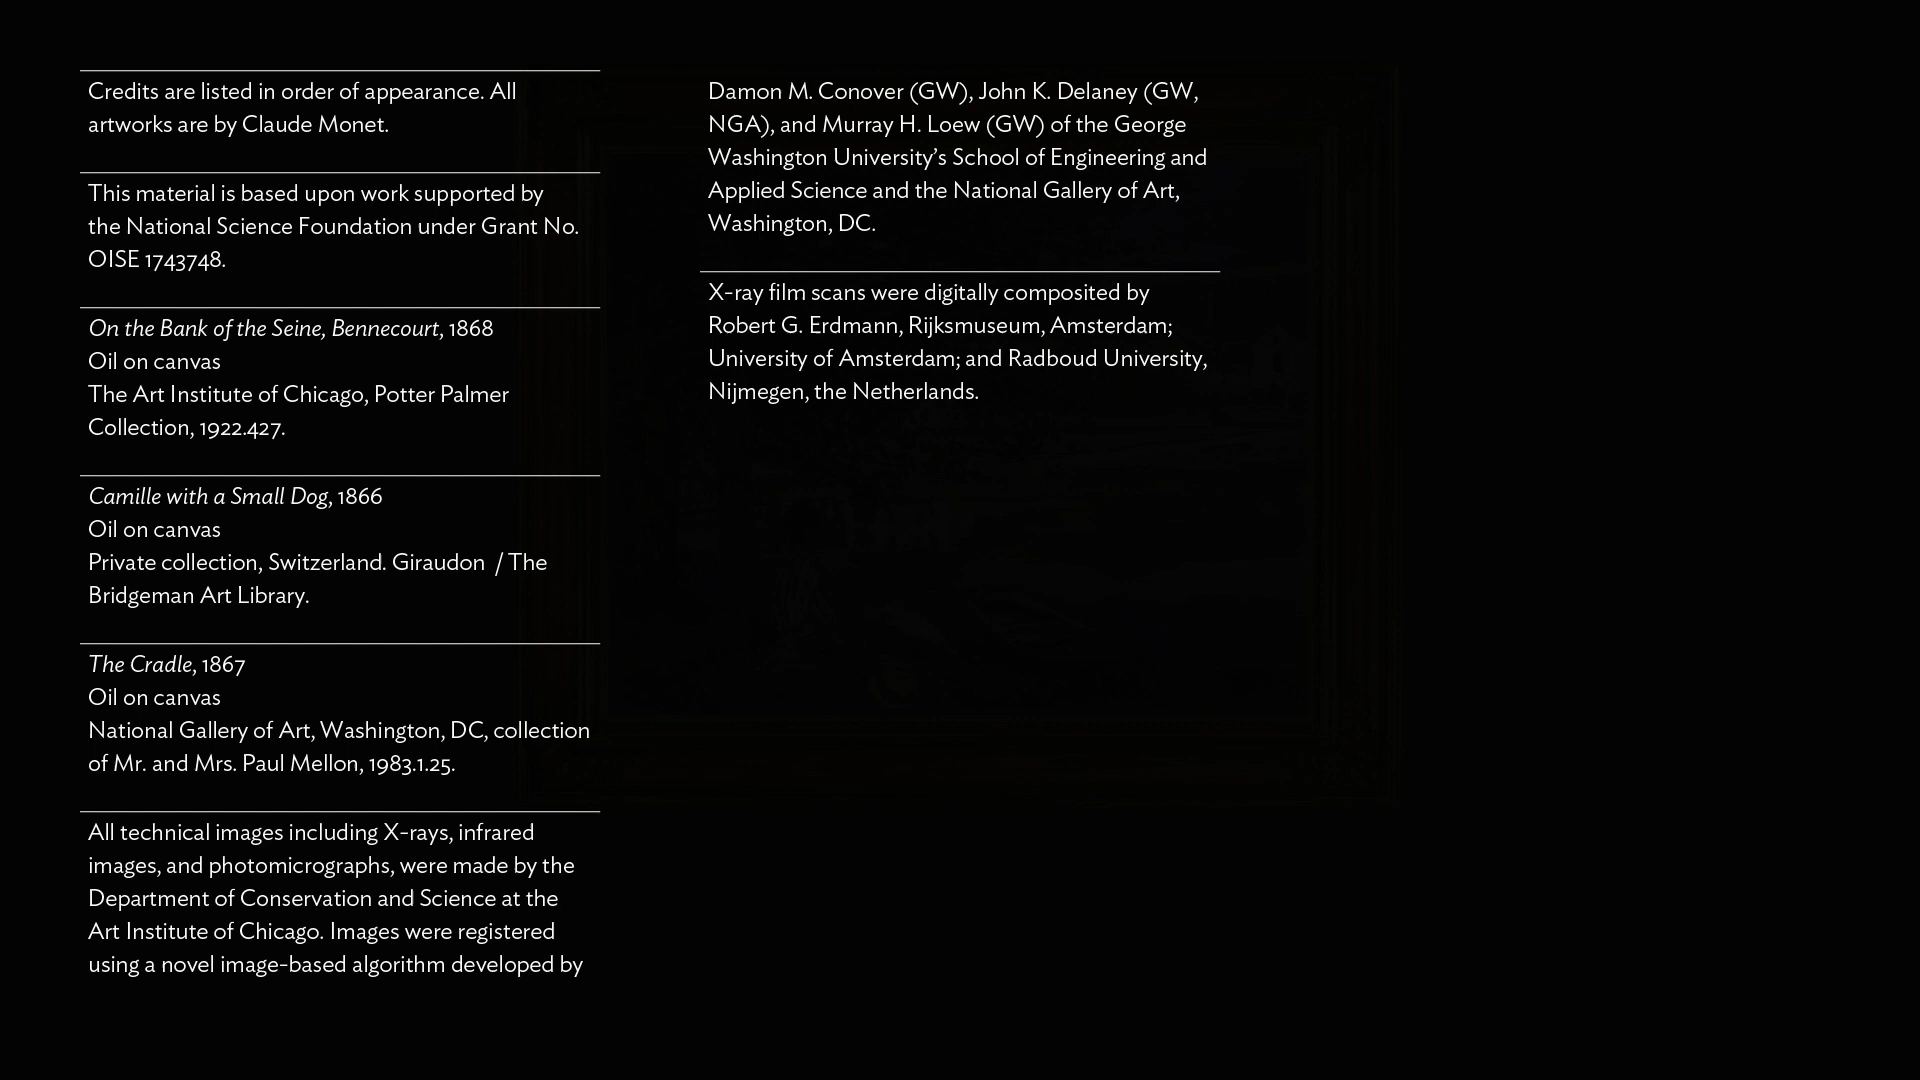 Credits are listed in order of appearance. All
artworks are by Claude Monet.
This material is based upon work supported by
the National Science Foundation under Grant No.
OISE 1743748.
On the Bank of the Seine, Bennecourt, 1868
Oil on canvas
The Art Institute of Chicago, Potter Palmer
Collection, 1922.427.
Camille with a Small Dog, 1866
Oil on canvas
Private collection, Switzerland. Giraudon / The
Bridgeman Art Library.
The Cradle, 1867
Oil on canvas
National Gallery of Art, Washington, DC, collection
of Mr. and Mrs. Paul Mellon, 1983.1.25.
All technical images including X-rays, infrared
images, and photomicrographs, were made by the
Department of Conservation and Science at the
Art Institute of Chicago. Images were registered
using a novel image-based algorithm developed by
Damon M. Conover (GW), John K. Delaney (GW,
NGA), and Murray H. Loew (GW) of the George
Washington University’s School of Engineering and
Applied Science and the National Gallery of Art,
Washington, DC.
X-ray film scans were digitally composited by
Robert G. Erdmann, Rijksmuseum, Amsterdam;
University of Amsterdam; and Radboud University,
Nijmegen, the Netherlands.